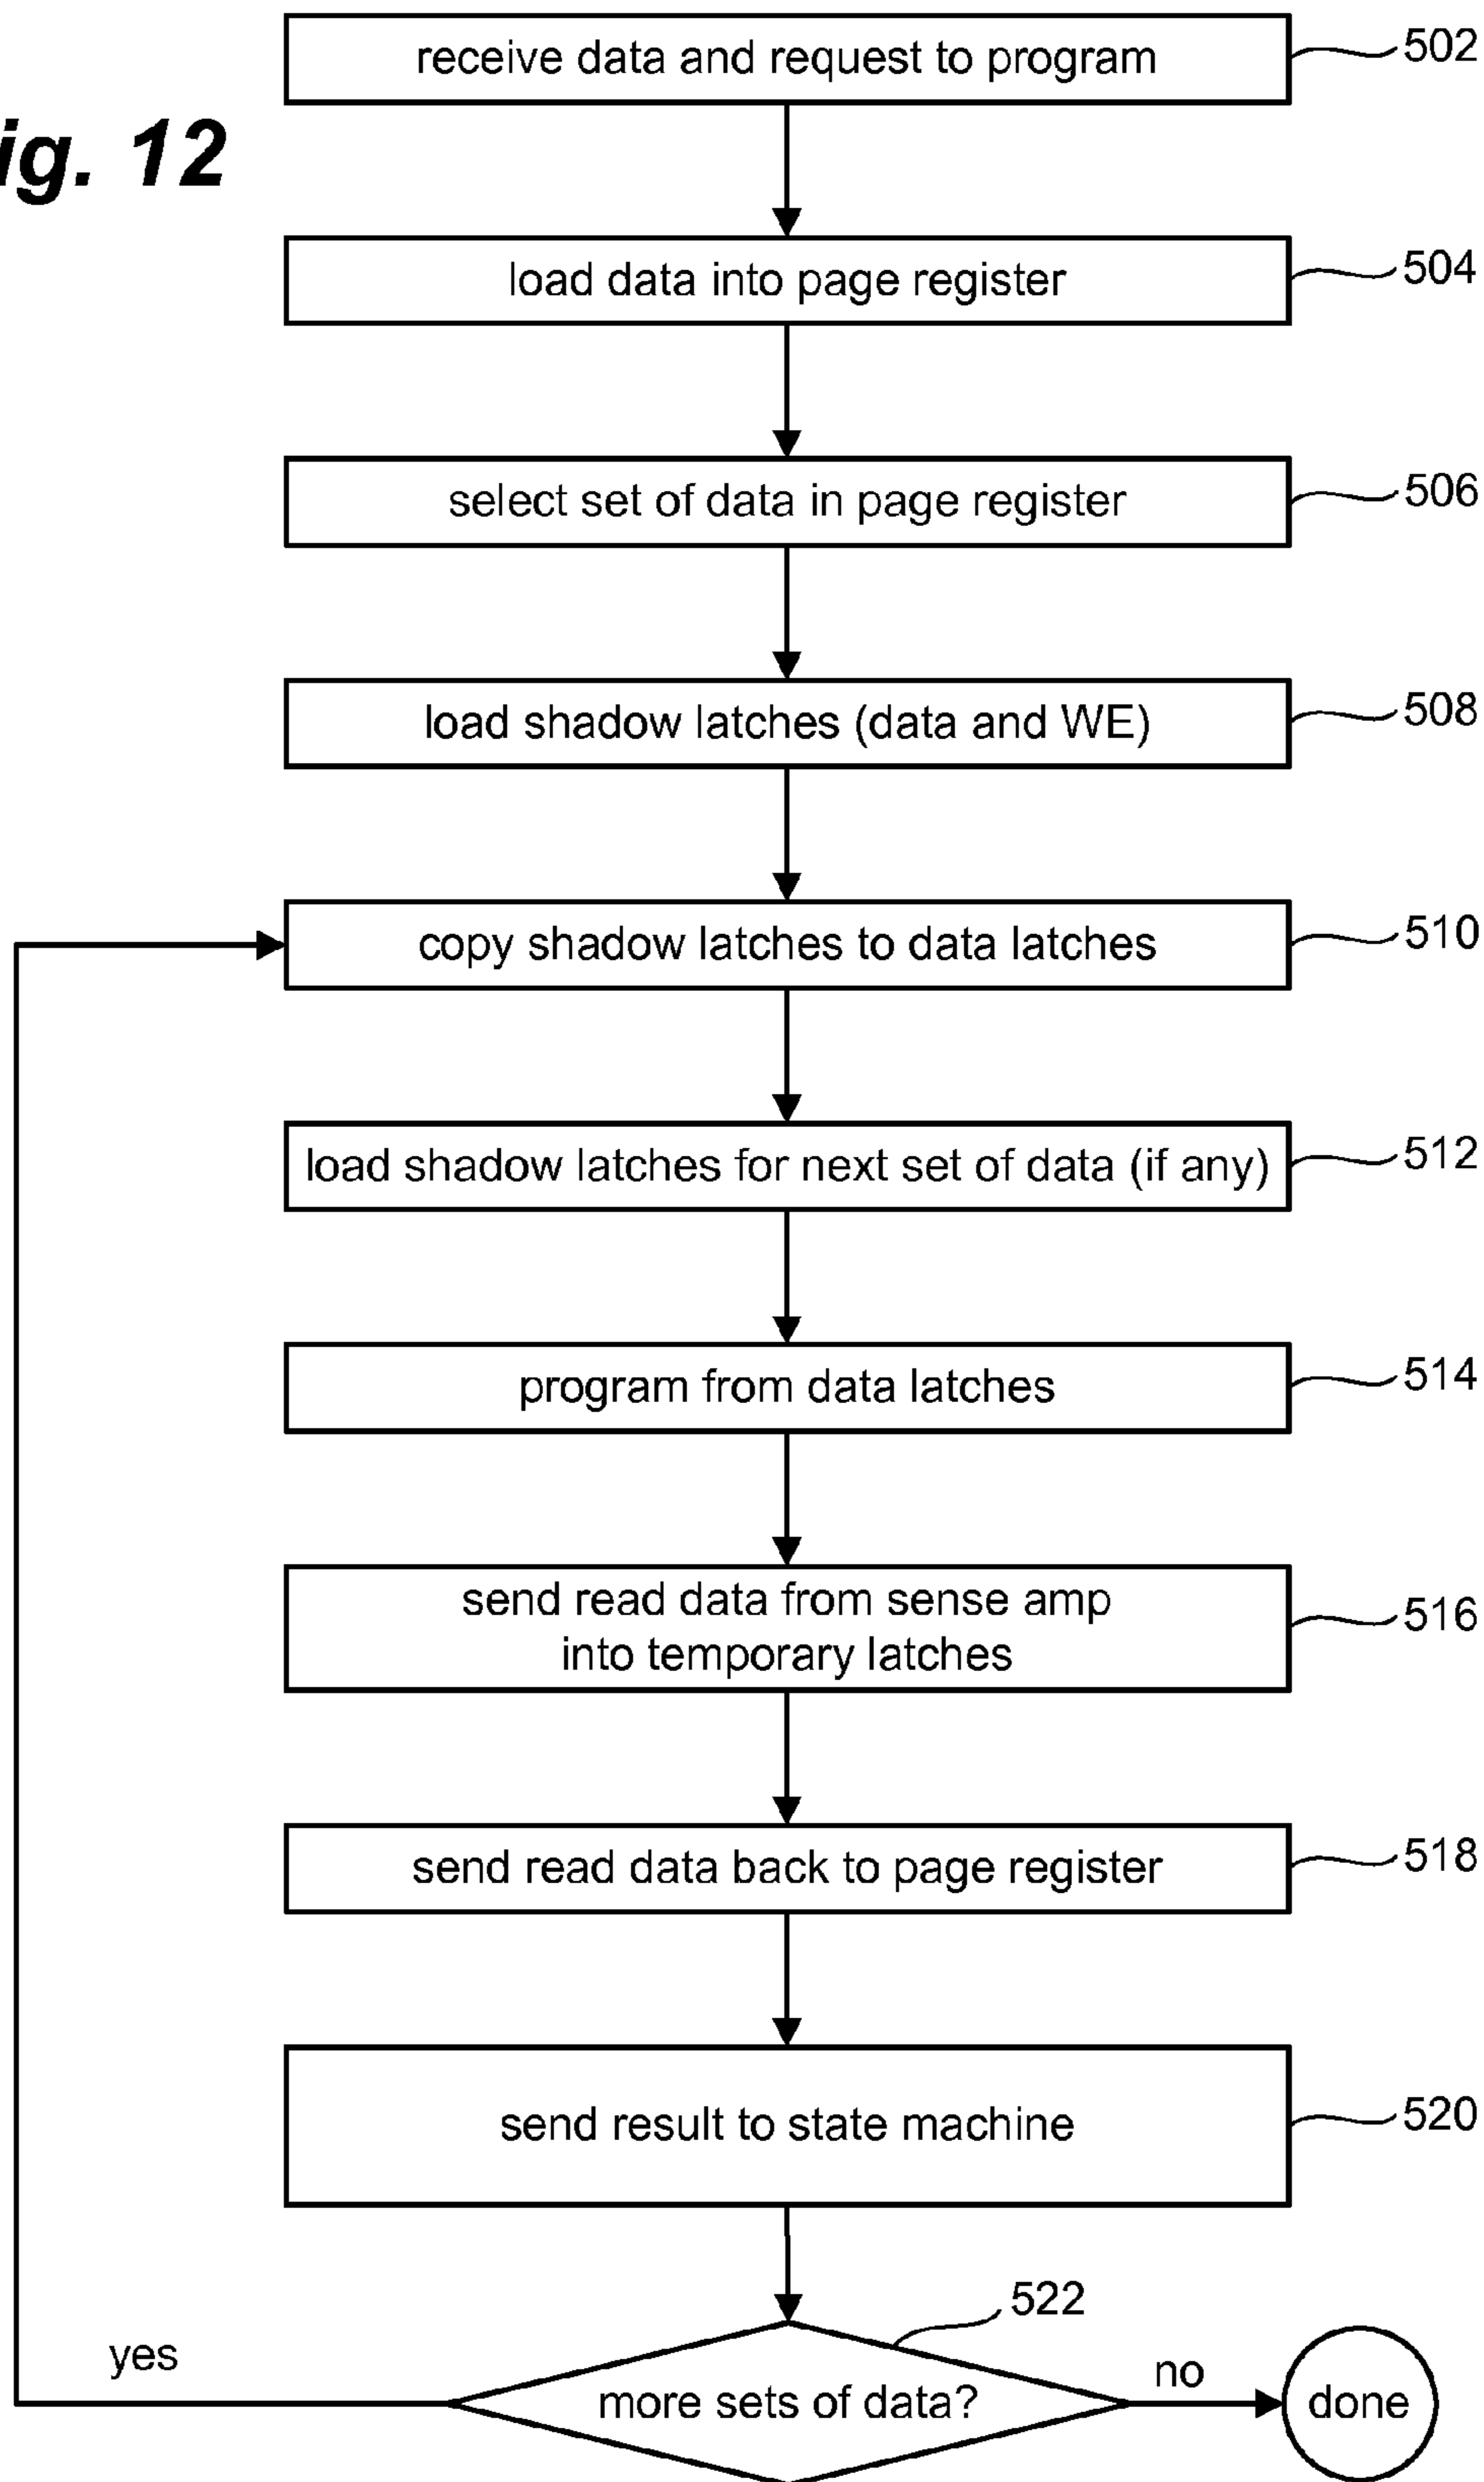 receive data and request to program
502
ig. 12
load data into page register
504
select set of data in page register
506
load shadow latches (data and WE)
508
copy shadow latches to data latches
510
load shadow latches for next set of data (if any)
512
program from data latches
514
send read data from sense amp
into temporary latches
516
send read data back to page register
518
send result to state machine
520
522
yes
more sets of data?
no
done